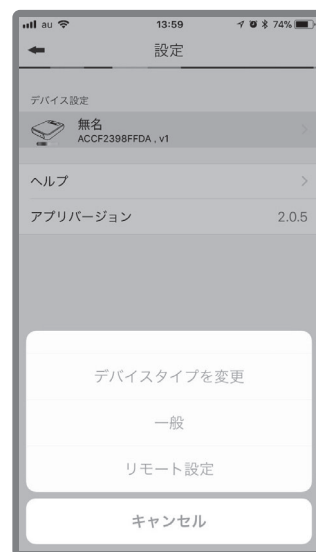 au 13:59 74%
設定
デバイス設定
無名
ACCF2398FFDA , v1
ヘルプ
アプリバージョン 2.0.5
デバイスタイプを変更
一般
リモート設定
キャンセル